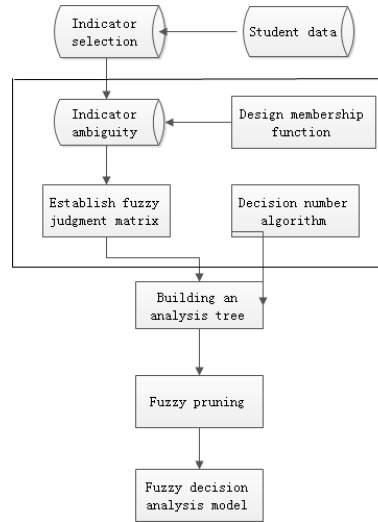 Indicator
selection
Student data
Indicator
ambiguity
Design membership
function
Establish fuzzy
judgment matrix
Decision number
algorithm
Building an
analysis tree
Fuzzy pruning
Fuzzy decision
analysis model